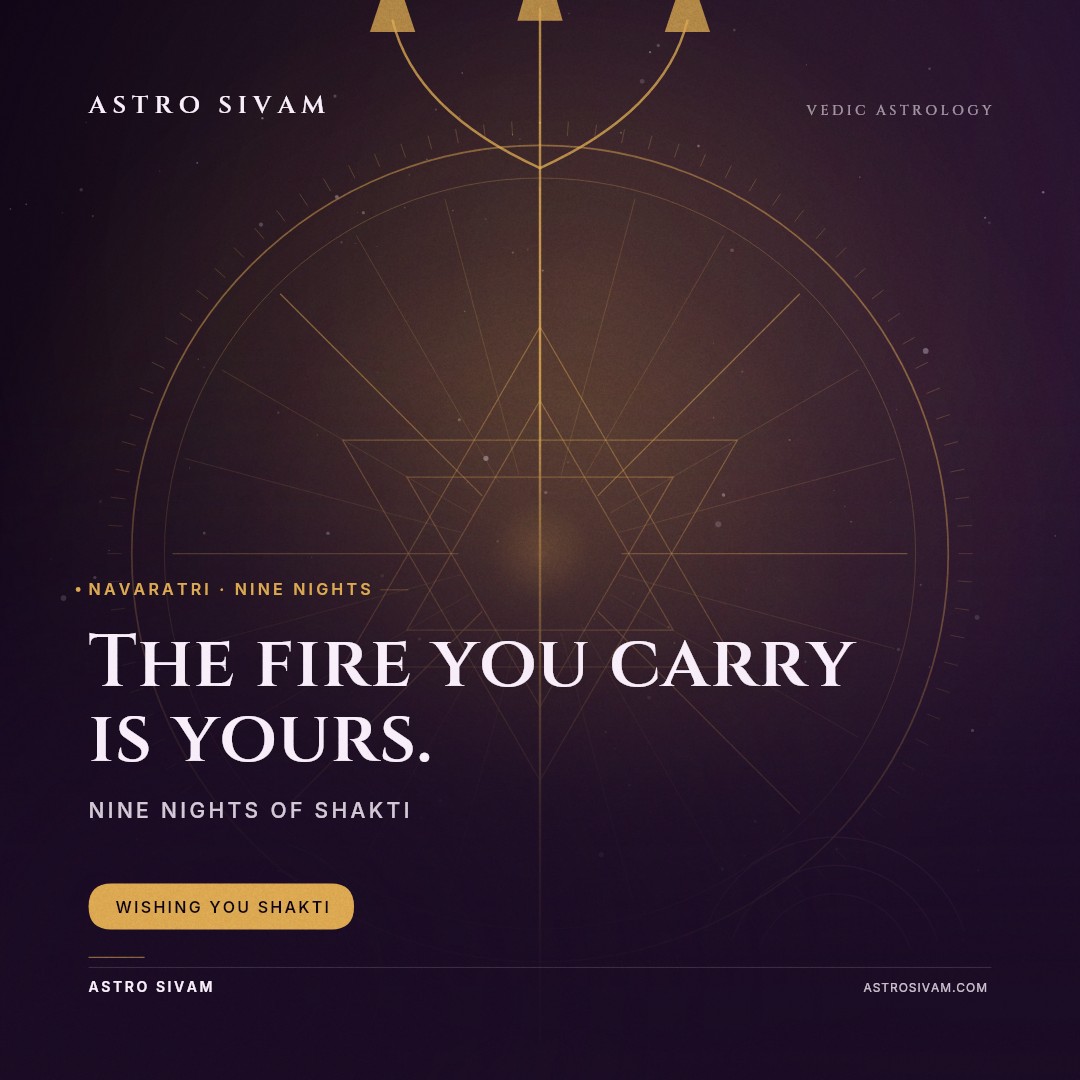 ASTRO SIVAM
VEDIC ASTROLOGY
• NAVARATRI · NINE NIGHTS
THE FIRE YOU CARRY
IS YOURS.
NINE NIGHTS OF SHAKTI
WISHING YOU SHAKTI
ASTRO SIVAM
ASTROSIVAM.COM